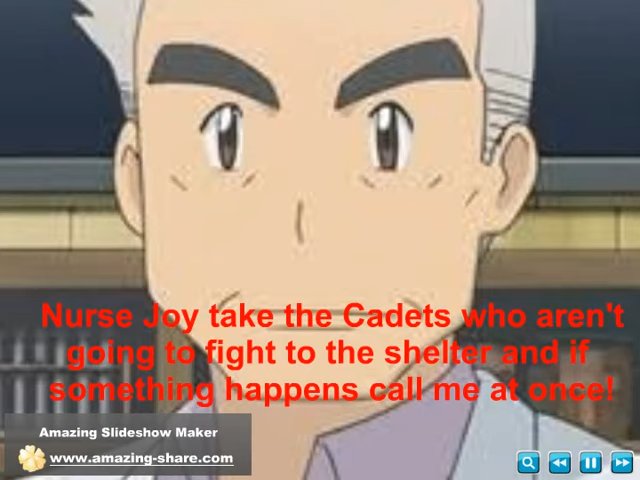 Nurse Joy take the Cadets who aren't
going to fight to the shelter and if
something happens call me at once!
Amazing Slideshow Maker
www.amazing-share.com